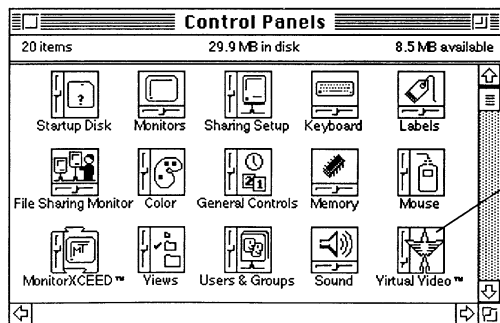 Control Panels
20 items 29.9 MB in disk 8.5 MB available
Startup Disk Monitors Sharing Setup Keyboard Labels
File Sharing Monitor Color General Controls Memory Mouse
MonitorXCEED™ Views Users & Groups Sound Virtual Video™